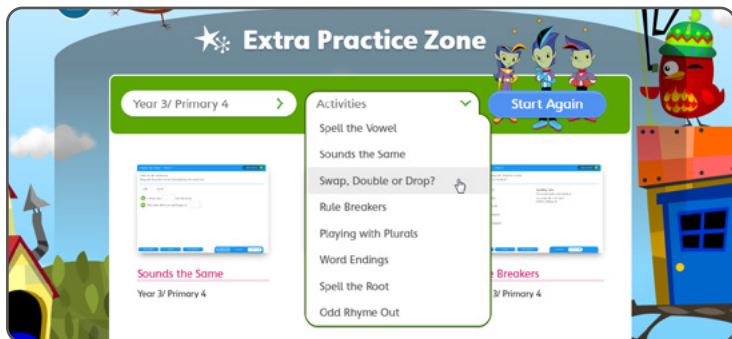 Extra Practice Zone
Year 3/ Primary 4
Activities
Start Again
Spell the Vowel
Sounds the Same
Swap, Double or Drop?
Rule Breakers
Playing with Plurals
Word Endings
Spell the Root
Odd Rhyme Out
Sounds the Same
Year 3/ Primary 4
Breakers
3/ Primary 4